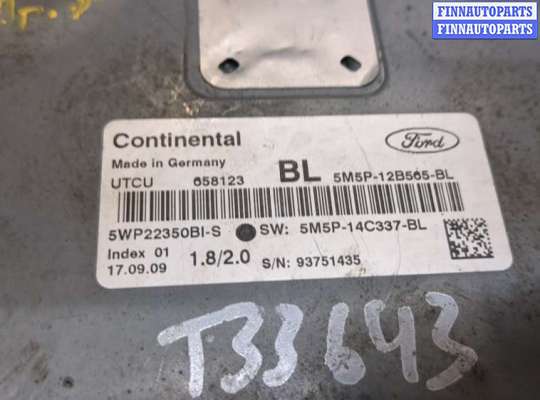 FINNAUTOPARTS
FINNAUTOPARTS
Continental
Ford
Made in Germany
UTCU 658123 BL 5M5P-12B565-BL
5WP22350BI-S SW: 5M5P-14C337-BL
Index 01
17.09.09 1.8/2.0 S/N: 93751435
T33643